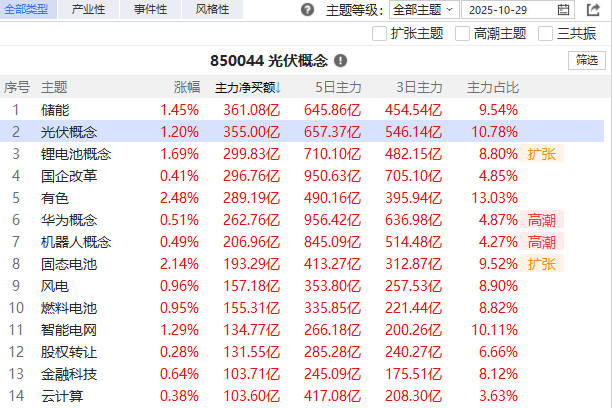 全部类型 产业性 事件性 风格性 ? 主题等级: 全部主题 2025-10-29
扩张主题 高潮主题 三共振
850044 光伏概念 ! 筛选
序号 主题 涨幅 主力净买额↓ 5日主力 3日主力 主力占比
1 储能 1.45% 361.08亿 645.86亿 454.54亿 9.54%
2 光伏概念 1.20% 355.00亿 657.37亿 546.14亿 10.78%
3 锂电池概念 1.69% 299.83亿 710.10亿 482.15亿 8.80% 扩张
4 国企改革 0.41% 296.76亿 950.63亿 705.10亿 4.85%
5 有色 2.48% 289.19亿 490.16亿 395.94亿 13.03%
6 华为概念 0.51% 262.76亿 956.42亿 636.98亿 4.87% 高潮
7 机器人概念 0.49% 206.96亿 845.09亿 514.48亿 4.27% 高潮
8 固态电池 2.14% 193.29亿 413.27亿 312.87亿 9.52% 扩张
9 风电 0.96% 157.18亿 353.80亿 257.53亿 8.90%
10 燃料电池 0.95% 155.31亿 335.85亿 221.44亿 8.82%
11 智能电网 1.29% 134.77亿 266.18亿 200.26亿 10.11%
12 股权转让 0.28% 131.55亿 285.28亿 240.27亿 6.66%
13 金融科技 0.64% 103.71亿 245.09亿 175.51亿 8.12%
14 云计算 0.38% 103.60亿 417.08亿 208.30亿 3.63%